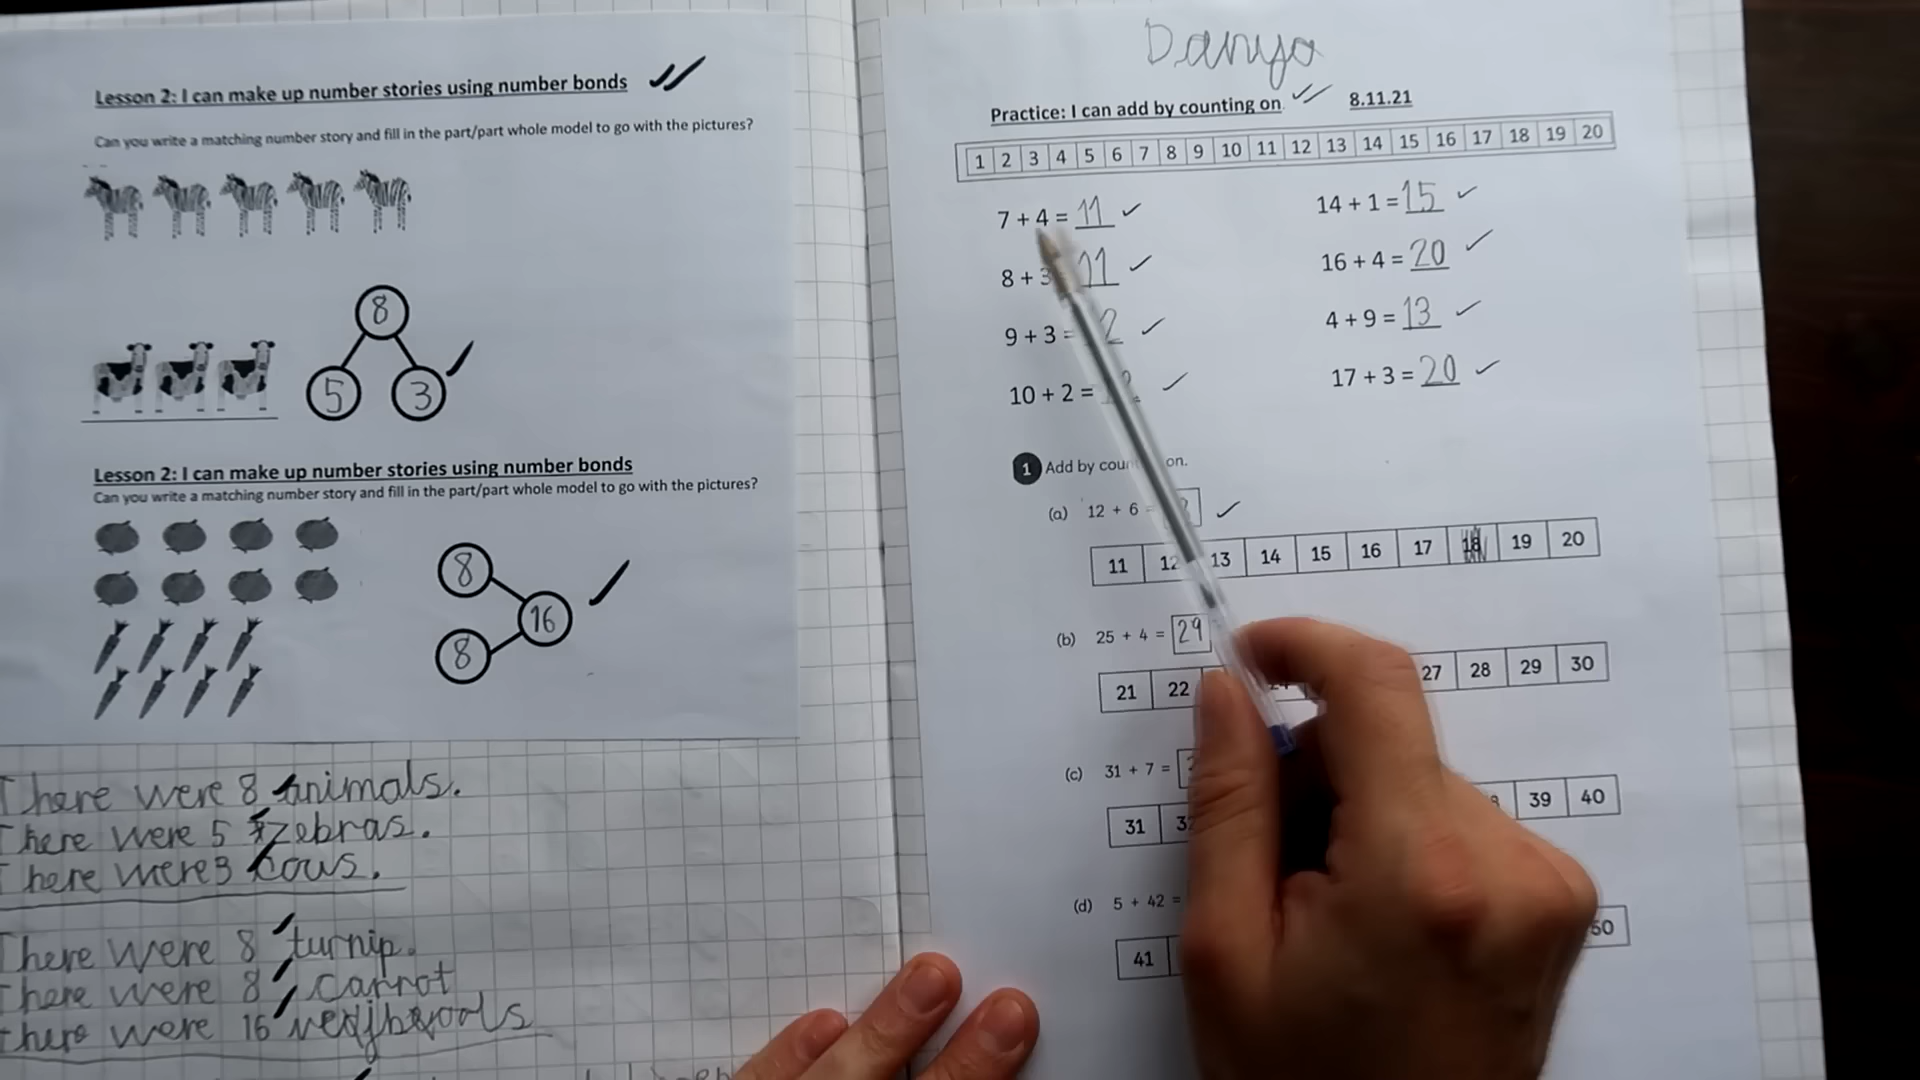 Lesson 2: I can make up number stories using number bonds
Can you write a matching number story and fill in the part/part whole model to go with the pictures?
8
5 3
Lesson 2: I can make up number stories using number bonds
Can you write a matching number story and fill in the part/part whole model to go with the pictures?
8
16
8
There were 8 animals.
There were 5 zebras.
There were 3 cows.
There were 8 turnip.
There were 8 carrot
There were 16
Danyo
Practice: I can add by counting on 8.11.21
1 2 3 4 5 6 7 8 9 10 11 12 13 14 15 16 17 18 19 20
7 + 4 = 11
8 + 3 11
9 + 3 = 2
10 + 2 =
14 + 1 = 15
16 + 4 = 20
4 + 9 = 13
17 + 3 = 20
1 Add by on.
(a) 12 + 6
11 12 13 14 15 16 17 18 19 20
(b) 25 + 4 = 29
21 22 27 28 29 30
(c) 31 + 7 =
31 39 40
(d) 5 + 42 =
41 50